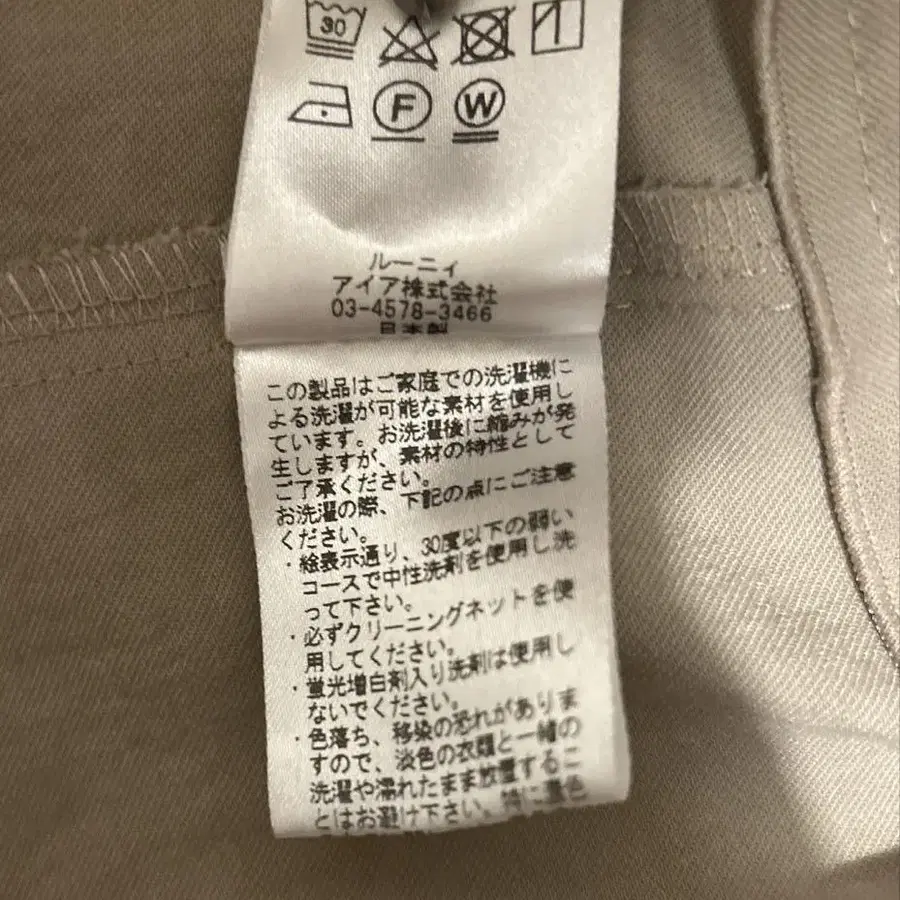 30
F W
ルーニィ
アイア株式会社
03-4578-3466
日本製
この製品はご家庭での洗濯機に
よる洗濯が可能な素材を使用し
ています。お洗濯後に縮みが発
生しますが、素材の特性として
ご了承ください。
お洗濯の際、下記の点にご注意
ください。
・絵表示通り、30度以下の弱い
コースで中性洗剤を使用し洗
って下さい。
・必ずクリーニングネットを使
用してください。
・蛍光増白剤入り洗剤は使用し
ないでください。
・色落ち、移染の恐れがありま
すので、淡色の衣類と一緒の
洗濯や濡れたまま放置するこ
とはお避け下さい。特に濃色